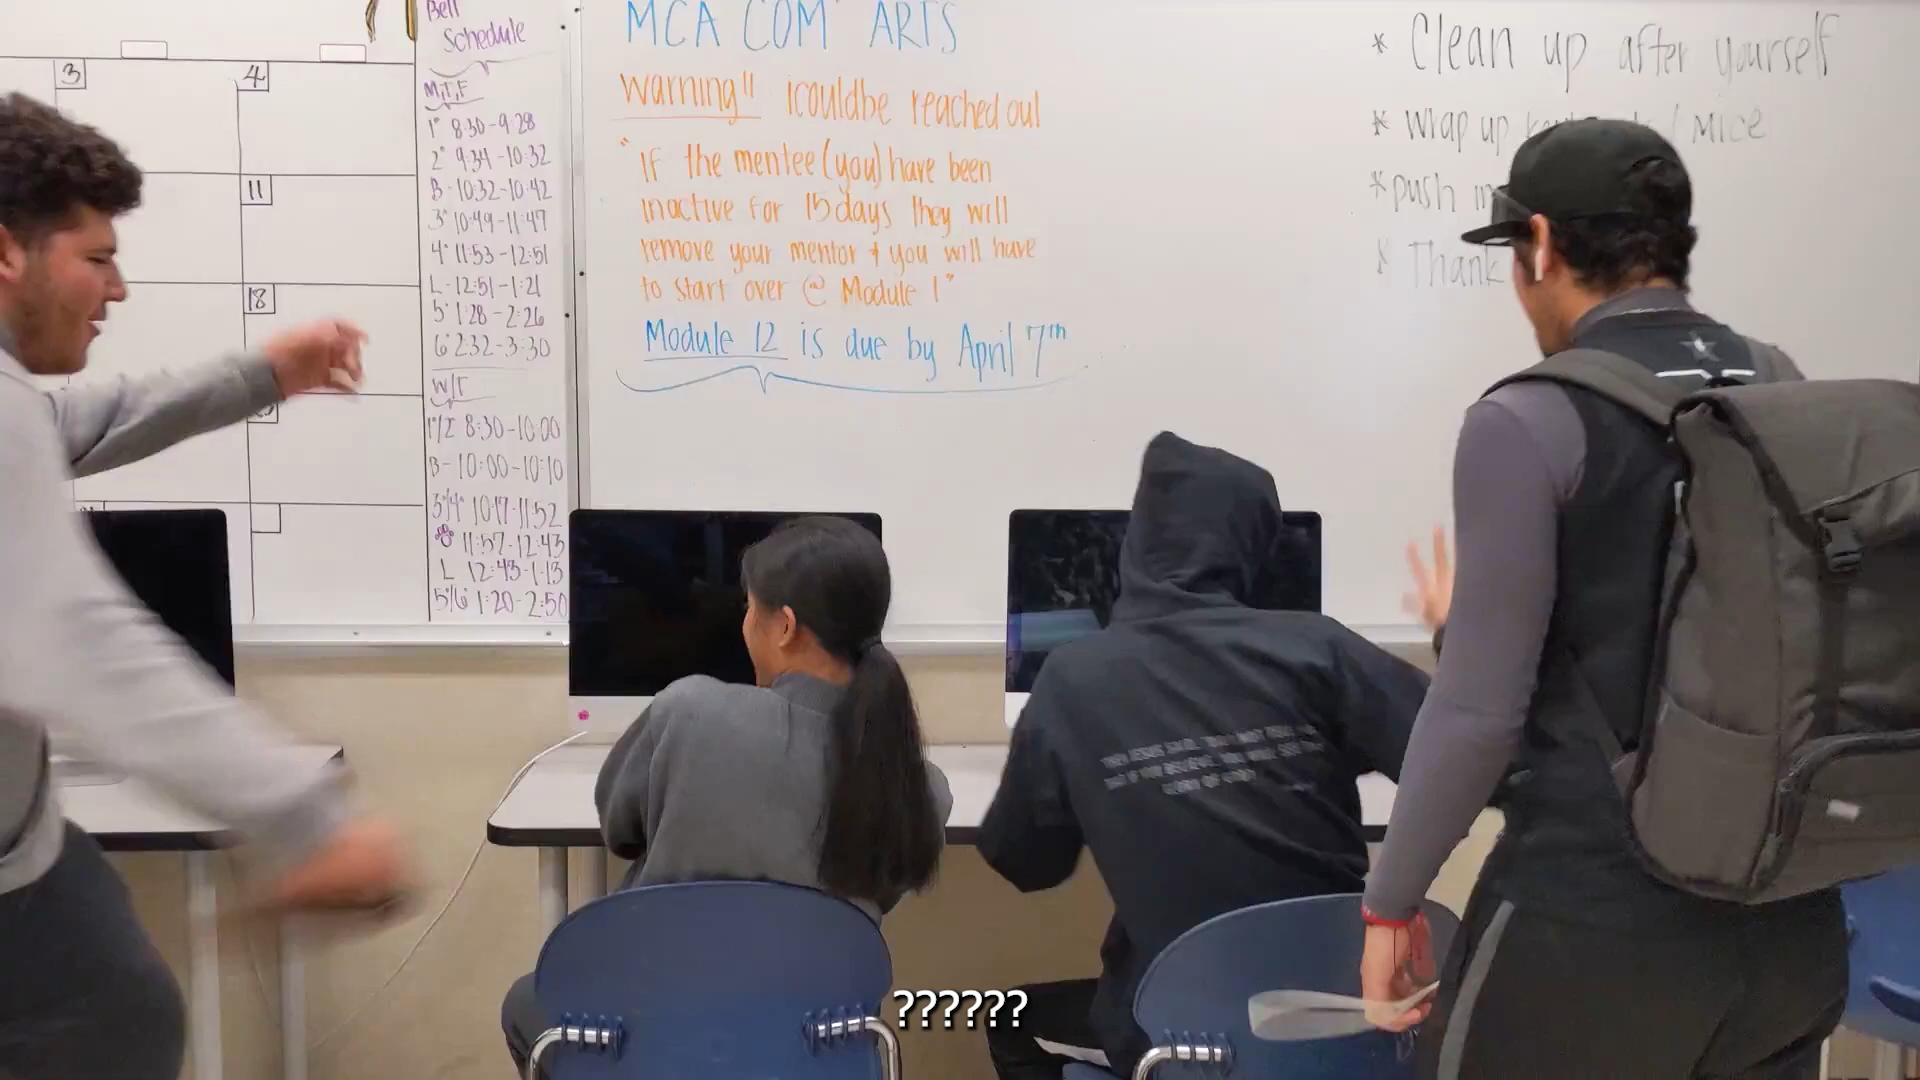 3
4
11
18
Bell
Schedule
M,T,F
1° 8:30-9:28
2° 9:34-10:32
B-10:32-10:42
3° 10:49-11:47
4° 11:53-12:51
L-12:51-1:21
5° 1:28-2:26
6° 2:32-3:30
W/T
8:30-10:00
B-10:00-10:10
3°/4° 10:17-11:52
11:57-12:43
L 12:43-1:13
5°/6° 1:20-2:50
MCA COM ARTS
Warning!! icouldbe reached out
"If the mentee (you) have been
inactive for 15 days they will
remove your mentor + you will have
to start over @ Module 1"
Module 12 is due by April 7th
* Clean up after yourself
* wrap up / Mice
* push in
* Thank
??????